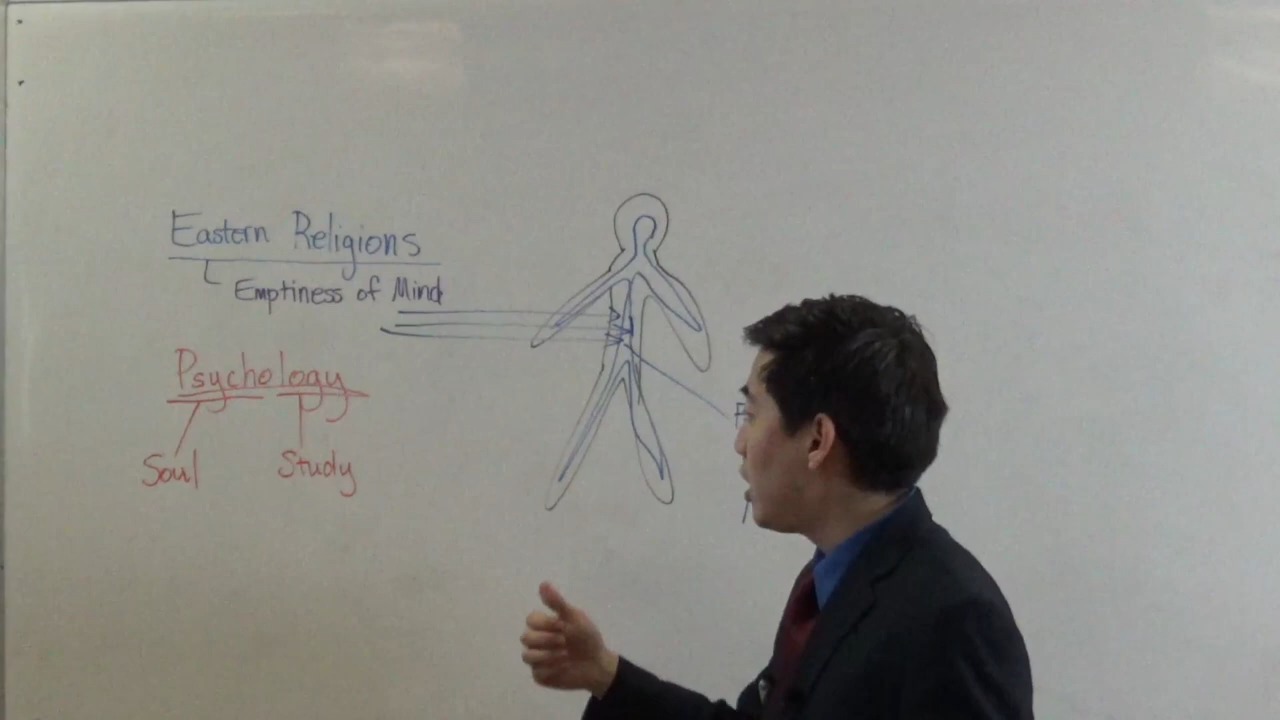 Eastern Religions
Emptiness of Mind
Psychology
Soul
Study